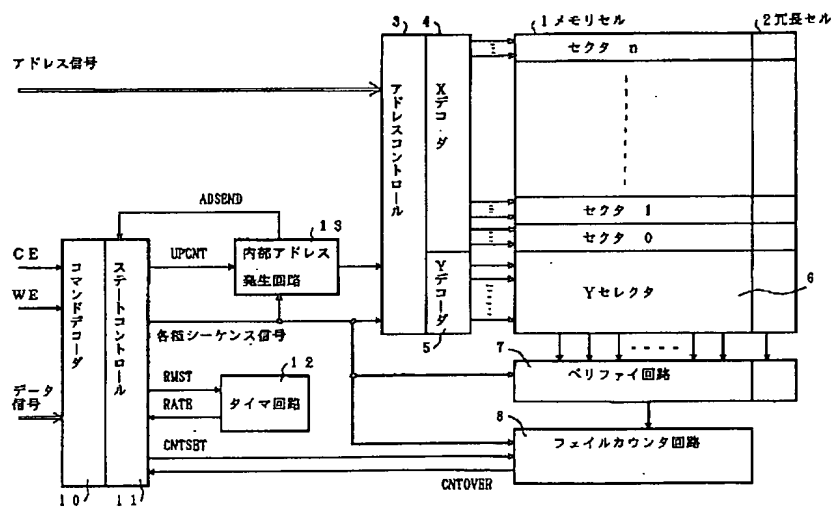 3 4 1メモリセル 2冗長セル
セクタ n
アドレス信号
アドレスコントロール
Xデコーダ
セクタ 1
セクタ 0
ADSEND
13
CE
WE
UPCNT
内部アドレス
発生回路
Yデコーダ
Yセレクタ
6
コマンドデコーダ
ステートコントロール
各種シーケンス信号
5
7
ベリファイ回路
12
RMST
RATE
タイマ回路
データ
信号
8
フェイルカウンタ回路
CNTSET
CNTOVER
10 11